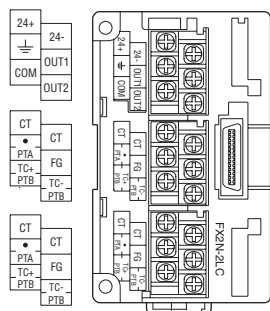 24+
24-
⏚
OUT1
COM
OUT2
CT
CT
•
PTA
FG
TC+
PTB
TC-
PTB
CT
CT
•
PTA
FG
TC+
PTB
TC-
PTB
24+
24-
⏚
OUT1
COM
OUT2
CT
CT
•
PTA
FG
TC+
PTB
TC-
PTB
CT
CT
•
PTA
FG
TC+
PTB
TC-
PTB
FX2N-2LC